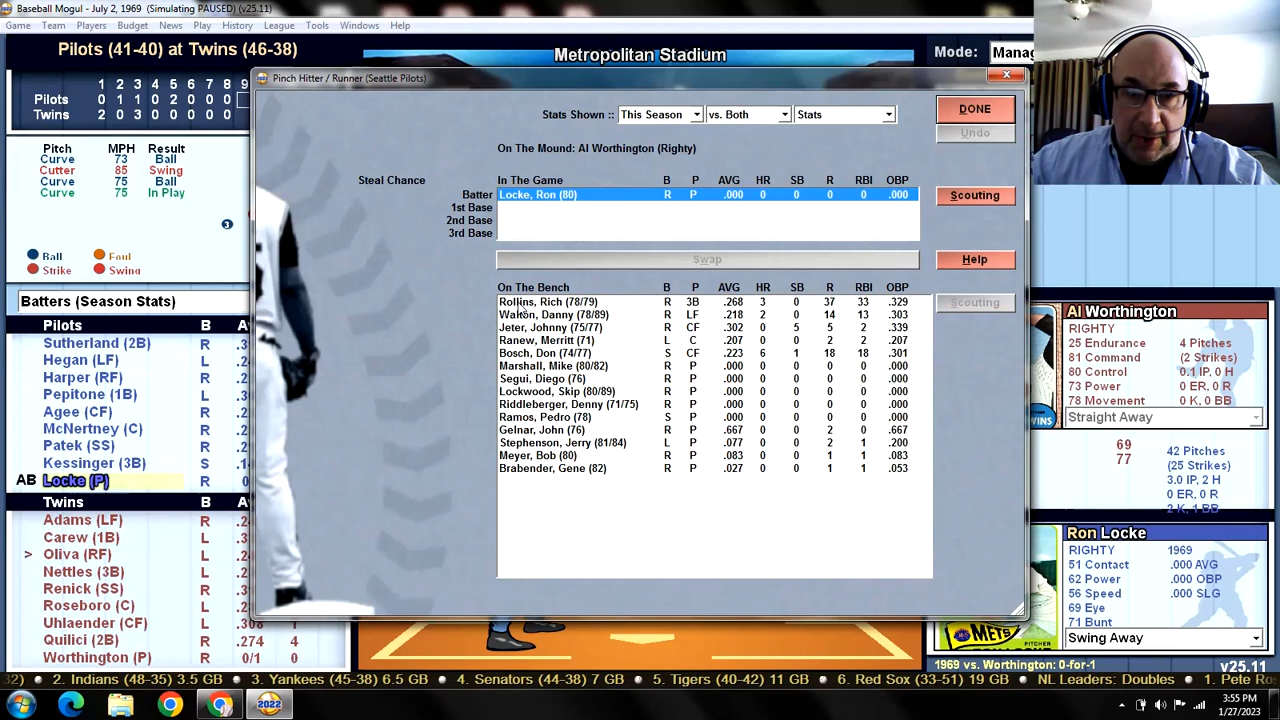 Baseball Mogul - July 2, 1969 (Simulating PAUSED) (v25.11)
Game Team Players Budget News Play History League Tools Windows Help
Pilots (41-40) at Twins (46-38)
Metropolitan Stadium
Mode:
1 2 3 4 5 6 7 8 9
Pilots 0 1 1 0 2 0 0 0
Twins 2 0 3 0 0 0 0 0
Pitch MPH Result
Curve 73 Ball
Cutter 85 Swing
Curve 75 Ball
Curve 75 In Play
3
Ball Foul
Strike Swing
Batters (Season Stats)
Pilots B
Sutherland (2B) R
Hegan (LF) L
Harper (RF) R
Pepitone (1B) L
Agee (CF) R
McNertney (C) R
Patek (SS) R
Kessinger (3B) S
AB Locke (P) R
Twins B
Adams (LF) R
Carew (1B) L
> Oliva (RF) L
Nettles (3B) L
Renick (SS) R
Roseboro (C) L
Uhlaender (CF) L .308 1
Quilici (2B) R .274 4
Worthington (P) R 0/1 0
Pinch Hitter / Runner (Seattle Pilots)
Stats Shown :: This Season vs. Both Stats
DONE
Undo
On The Mound: Al Worthington (Righty)
Steal Chance In The Game B P AVG HR SB R RBI OBP
Batter Locke, Ron (80) R P .000 0 0 0 0 .000
1st Base
2nd Base
3rd Base
Scouting
Swap
Help
On The Bench B P AVG HR SB R RBI OBP
Rollins, Rich (78/79) R 3B .268 3 0 37 33 .329
Walton, Danny (78/89) R LF .218 2 0 14 13 .303
Jeter, Johnny (75/77) R CF .302 0 5 5 2 .339
Ranew, Merritt (71) L C .207 0 0 2 2 .207
Bosch, Don (74/77) S CF .223 6 1 18 18 .301
Marshall, Mike (80/82) R P .000 0 0 0 0 .000
Segui, Diego (76) R P .000 0 0 0 0 .000
Lockwood, Skip (80/89) R P .000 0 0 0 0 .000
Riddleberger, Denny (71/75) R P .000 0 0 0 0 .000
Ramos, Pedro (78) S P .000 0 0 0 0 .000
Gelnar, John (76) R P .667 0 0 2 0 .667
Stephenson, Jerry (81/84) L P .077 0 0 2 1 .200
Meyer, Bob (80) R P .083 0 0 1 1 .083
Brabender, Gene (82) R P .027 0 0 1 1 .053
Scouting
Al Worthington
RIGHTY
25 Endurance 4 Pitches
81 Command (2 Strikes)
80 Control 0.1 IP, 0 H
73 Power 0 ER, 0 R
78 Movement 0 K, 0 BB
Straight Away
TWINS
69
77
42 Pitches
(25 Strikes)
3.0 IP, 2 H
0 ER, 0 R
2 K, 1 BB
Ron Locke
RIGHTY 1969
51 Contact .000 AVG
62 Power .000 OBP
56 Speed .000 SLG
69 Eye
71 Bunt
Swing Away
METS
1969 vs. Worthington: 0-for-1
v25.11
32) • 2. Indians (48-35) 3.5 GB • 3. Yankees (45-38) 6.5 GB • 4. Senators (44-38) 7 GB • 5. Tigers (40-42) 11 GB • 6. Red Sox (33-51) 19 GB • NL Leaders: Doubles • 1. Pete Ros
2022
3:55 PM
1/27/2023